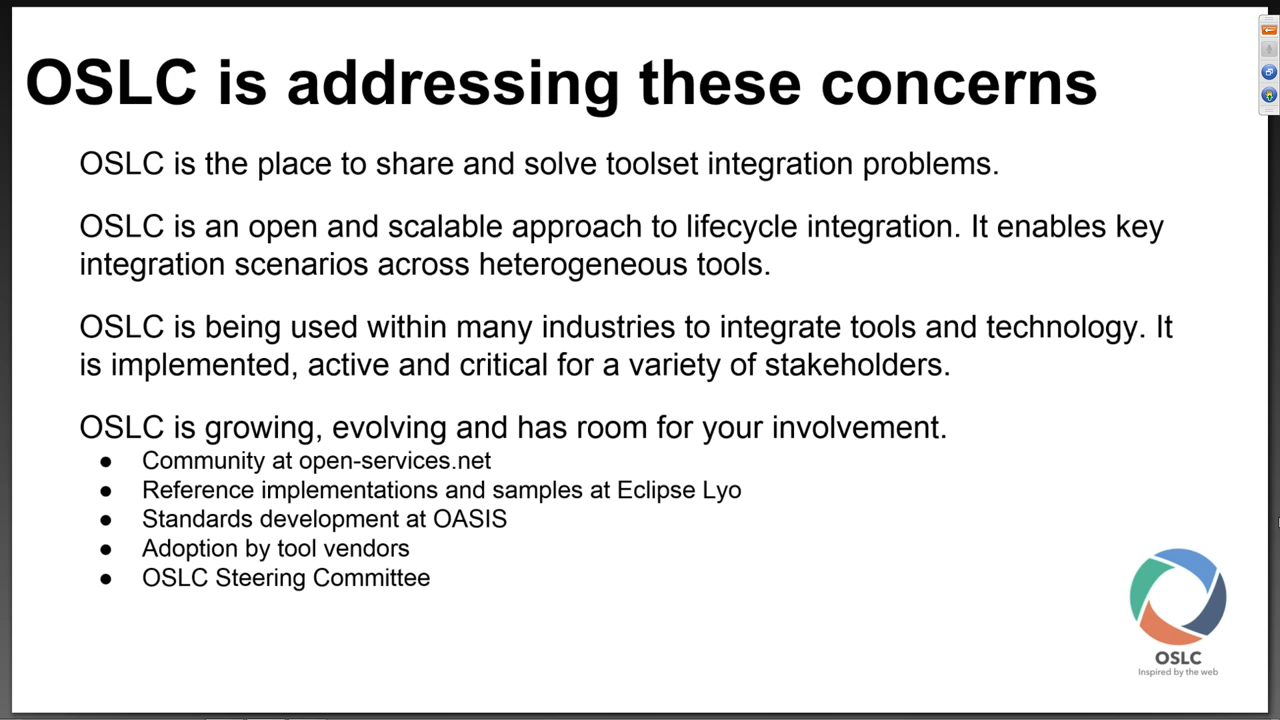 OSLC is addressing these concerns
OSLC is the place to share and solve toolset integration problems.
OSLC is an open and scalable approach to lifecycle integration. It enables key
integration scenarios across heterogeneous tools.
OSLC is being used within many industries to integrate tools and technology. It
is implemented, active and critical for a variety of stakeholders.
OSLC is growing, evolving and has room for your involvement.
● Community at open-services.net
● Reference implementations and samples at Eclipse Lyo
● Standards development at OASIS
● Adoption by tool vendors
● OSLC Steering Committee
OSLC
Inspired by the web